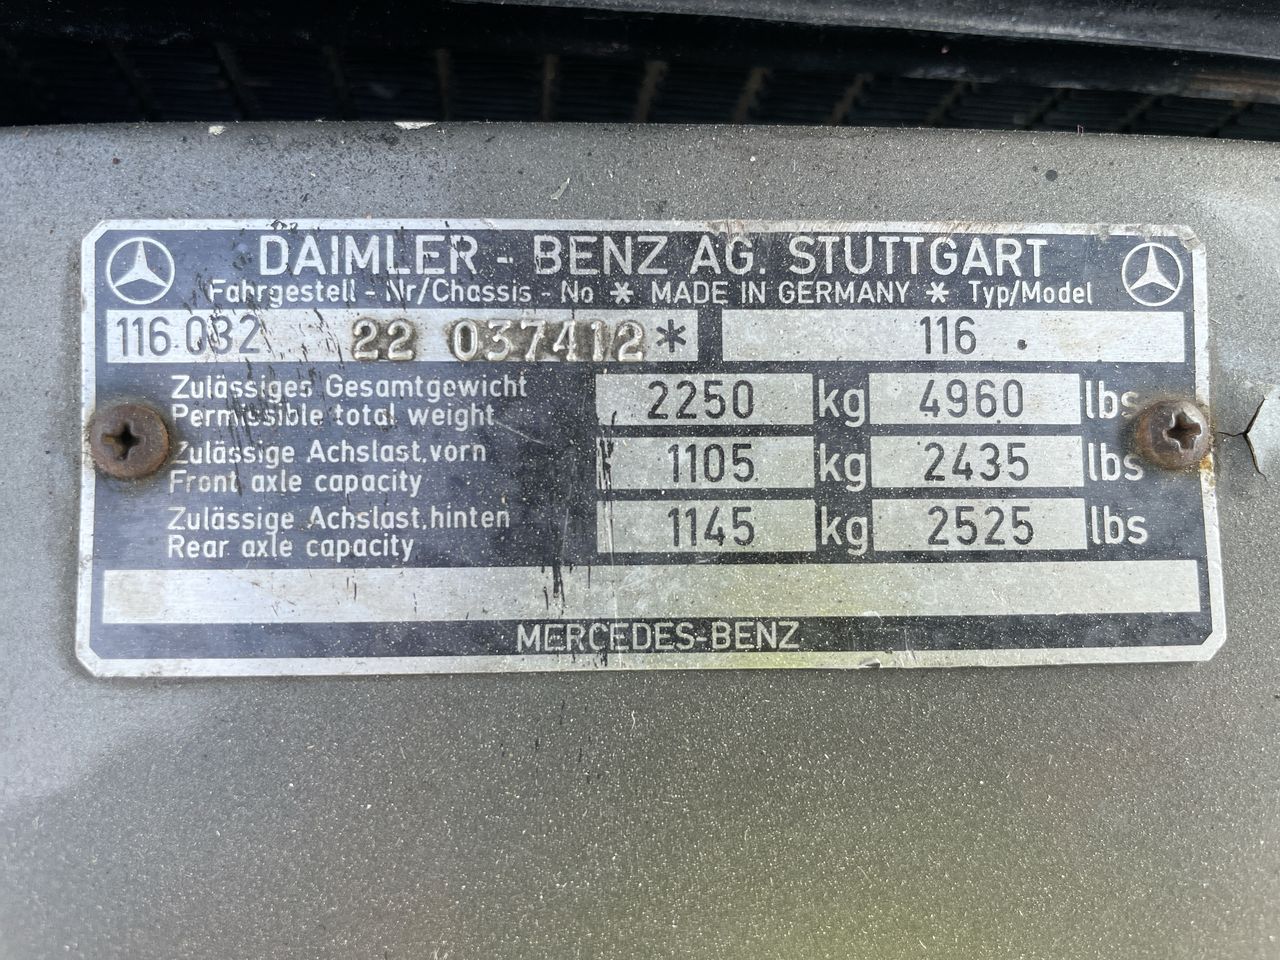 DAIMLER - BENZ AG. STUTTGART
Fahrgestell - Nr/Chassis - No * MADE IN GERMANY * Typ/Model
116 032 22 037412* 116 .
Zulässiges Gesamtgewicht
Permissible total weight 2250 kg 4960 lbs
Zulässige Achslast,vorn
Front axle capacity 1105 kg 2435 lbs
Zulässige Achslast,hinten
Rear axle capacity 1145 kg 2525 lbs
MERCEDES-BENZ